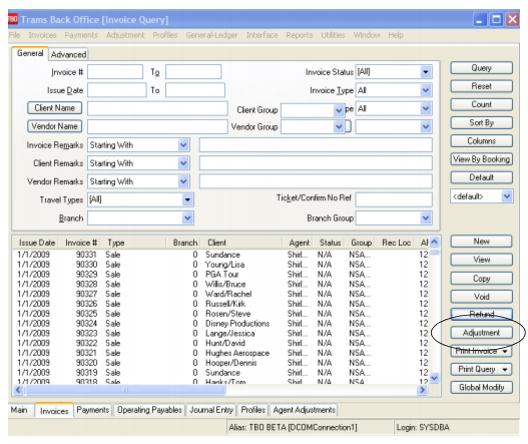 TBO Trams Back Office [Invoice Query]
File Invoices Payments Adjustment Profiles General-Ledger Interface Reports Utilities Window Help
General Advanced
Invoice # To Invoice Status [All] Query
Issue Date To Invoice Type All Reset
Client Name Client Group pe All Count
Vendor Name Vendor Group Sort By
Invoice Remarks Starting With Columns
Client Remarks Starting With View By Booking
Vendor Remarks Starting With Default
Travel Types [All] Ticket/Confirm No Ref <default>
Branch Branch Group
Issue Date Invoice # Type Branch Client Agent Status Group Rec Loc New
1/1/2009 90331 Sale 0 Sundance Shirl... N/A NSA... 12
1/1/2009 90330 Sale 0 Young/Lisa Shirl... N/A NSA... 12 View
1/1/2009 90329 Sale 0 PGA Tour Shirl... N/A NSA... 12
1/1/2009 90328 Sale 0 Willis/Bruce Shirl... N/A NSA... 12 Copy
1/1/2009 90327 Sale 0 Ward/Rachel Shirl... N/A NSA... 12
1/1/2009 90326 Sale 0 Russell/Kirk Shirl... N/A NSA... 12 Void
1/1/2009 90325 Sale 0 Rosen/Steve Shirl... N/A NSA... 12 Refund
1/1/2009 90324 Sale 0 Disney Productions Shirl... N/A NSA... 12
1/1/2009 90323 Sale 0 Lange/Jessica Shirl... N/A NSA... 12 Adjustment
1/1/2009 90322 Sale 0 Hunt/David Shirl... N/A NSA... 12
1/1/2009 90321 Sale 0 Hughes Aerospace Shirl... N/A NSA... 12 Print Invoice
1/1/2009 90320 Sale 0 Hooper/Dennis Shirl... N/A NSA... 12
1/1/2009 90319 Sale 0 Sundance Shirl... N/A NSA... 12 Print Query
1/1/2009 90318 Sale 0 Hanks/Tom Shirl... N/A NSA... 12
Global Modify
Main Invoices Payments Operating Payables Journal Entry Profiles Agent Adjustments
Alias: TBO BETA [DCOMConnection1] Login: SYSDBA